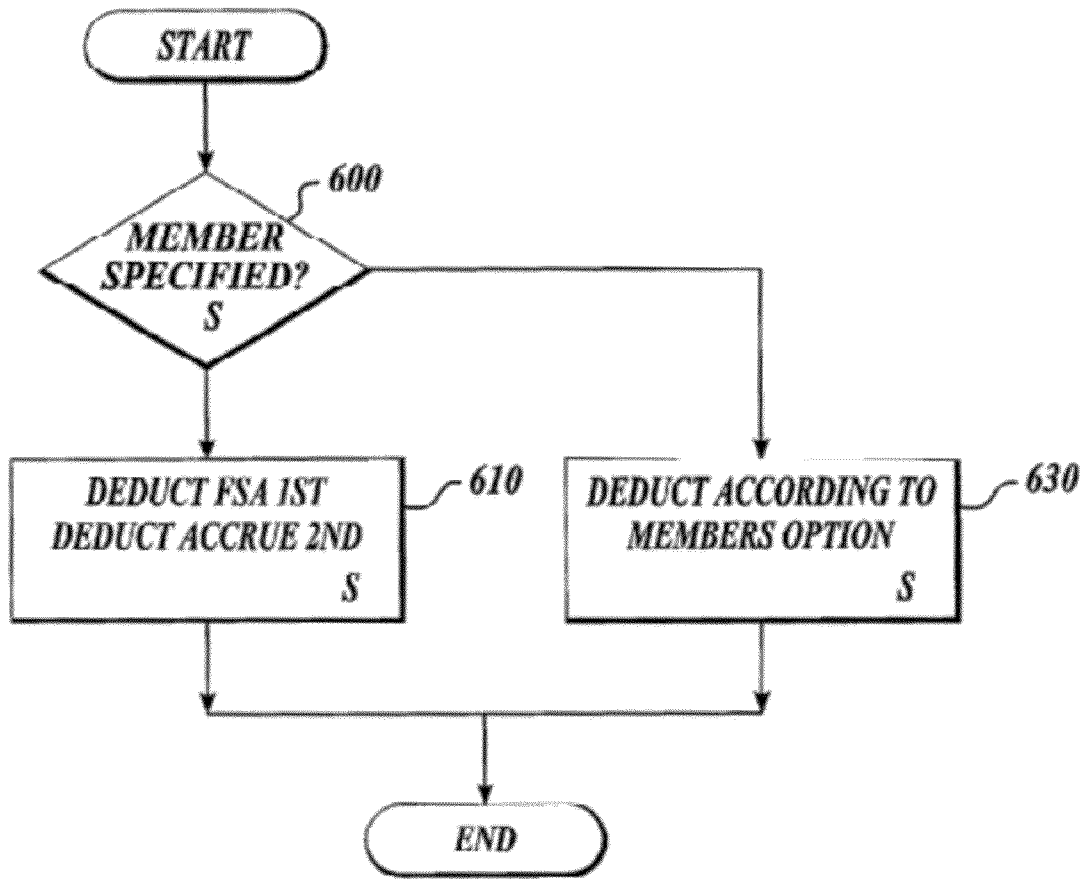 START
600
MEMBER
SPECIFIED?
S
DEDUCT FSA 1ST
DEDUCT ACCRUE 2ND
S
610
DEDUCT ACCORDING TO
MEMBERS OPTION
S
630
END